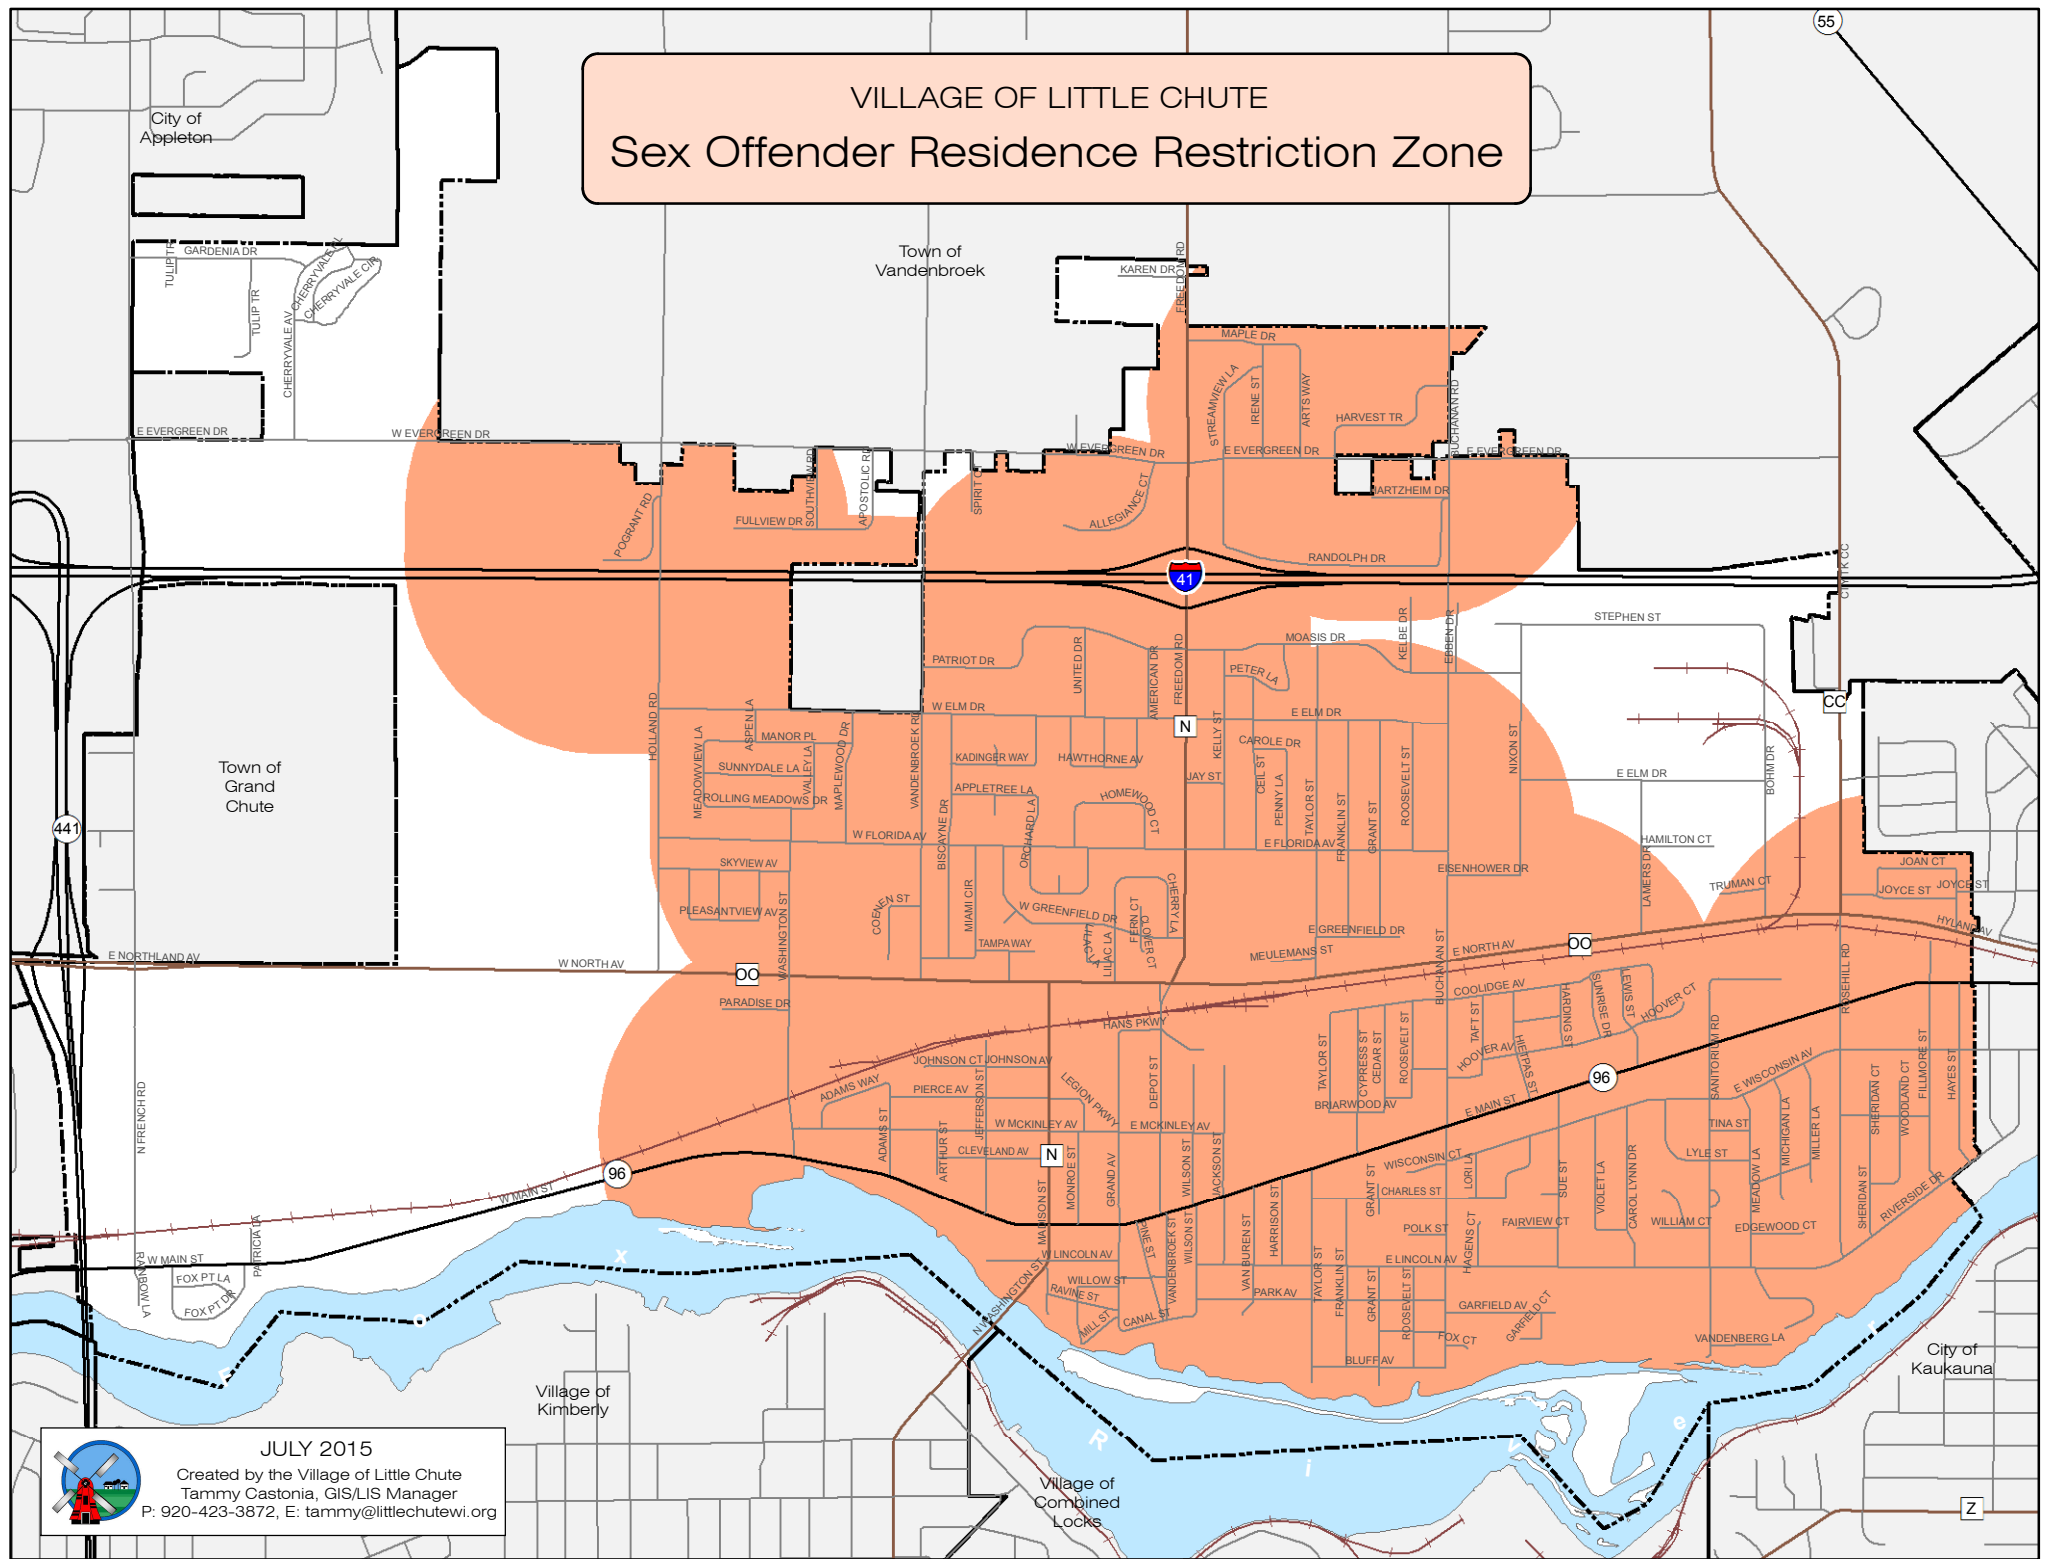 VILLAGE OF LITTLE CHUTE
Sex Offender Residence Restriction Zone
55
City of
Appleton
Town of
Vandenbroek
KAREN DR
FREEDOM RD
TULIP TR
GARDENIA DR
CHERRYVALE PL
CHERRYVALE CIR
TULIP TR
CHERRYVALE AV
MAPLE DR
STREAMVIEW LA
IRENE ST
ARTS WAY
HARVEST TR
BUCHANAN RD
E EVERGREEN DR
W EVERGREEN DR
W EVERGREEN DR
E EVERGREEN DR
E EVERGREEN DR
POGRANT RD
FULLVIEW DR
SOUTHVIEW RD
APOSTOLIC RD
SPIRIT CT
ALLEGIANCE CT
HARTZHEIM DR
RANDOLPH DR
41
CTY TK CC
STEPHEN ST
KELBE DR
EBBEN DR
MOASIS DR
PATRIOT DR
UNITED DR
AMERICAN DR
FREEDOM RD
PETER LA
HOLLAND RD
W ELM DR
N
KELLY ST
E ELM DR
CC
MEADOWVIEW LA
ASPEN LA
MANOR PL
SUNNYDALE LA
VALLEY LA
MAPLEWOOD DR
ROLLING MEADOWS DR
VANDENBROEK RD
KADINGER WAY
HAWTHORNE AV
CAROLE DR
JAY ST
CEIL ST
PENNY LA
TAYLOR ST
FRANKLIN ST
GRANT ST
ROOSEVELT ST
NIXON ST
E ELM DR
BOHM DR
Town of
Grand
Chute
441
APPLETREE LA
HOMEWOOD CT
ORCHARD LA
BISCAYNE DR
W FLORIDA AV
E FLORIDA AV
HAMILTON CT
LAMERS DR
EISENHOWER DR
TRUMAN CT
JOAN CT
JOYCE ST
JOYCE ST
HYLAND AV
SKYVIEW AV
PLEASANTVIEW AV
WASHINGTON ST
COENEN ST
MIAMI CIR
W GREENFIELD DR
TAMPA WAY
LILAC LA
LILAC LA
FERN CT
CLOVER CT
CHERRY LA
E GREENFIELD DR
MEULEMANS ST
BUCHANAN ST
E NORTH AV
OO
E NORTHLAND AV
W NORTH AV
OO
PARADISE DR
COOLIDGE AV
HARDING ST
SUNRISE DR
LEWIS ST
HOOVER CT
ROSEHILL RD
HANS PKWY
TAYLOR ST
CYPRESS ST
CEDAR ST
ROOSEVELT ST
TAFT ST
HOOVER AV
HIETPAS ST
SANITORIUM RD
96
E WISCONSIN AV
FILLMORE ST
HAYES ST
JOHNSON CT
JOHNSON AV
ADAMS WAY
PIERCE AV
JEFFERSON ST
LEGION PKWY
DEPOT ST
BRIARWOOD AV
E MAIN ST
N FRENCH RD
W MCKINLEY AV
E MCKINLEY AV
ADAMS ST
ARTHUR ST
CLEVELAND AV
N
MONROE ST
GRAND AV
WILSON ST
JACKSON ST
TINA ST
MICHIGAN LA
MILLER LA
SHERIDAN CT
WOODLAND CT
96
W MAIN ST
WISCONSIN CT
LORI LA
SUE ST
VIOLET LA
CAROL LYNN DR
LYLE ST
MEADOW LA
SHERIDAN ST
RIVERSIDE DR
MADISON ST
CHARLES ST
GRANT ST
HARRISON ST
POLK ST
HAGENS CT
FAIRVIEW CT
WILLIAM CT
EDGEWOOD CT
PINE ST
VANDENBROEK ST
WILSON ST
VAN BUREN ST
W LINCOLN AV
E LINCOLN AV
W MAIN ST
PATRICIA LA
RAINBOW LA
FOX PT LA
FOX PT DR
WILLOW ST
RAVINE ST
MILL ST
CANAL ST
N WASHINGTON ST
PARK AV
TAYLOR ST
FRANKLIN ST
GRANT ST
ROOSEVELT ST
GARFIELD AV
GARFIELD CT
FOX CT
BLUFF AV
VANDENBERG LA
F o x
R i v e r
City of
Kaukauna
Village of
Kimberly
Village of
Combined
Locks
Z
JULY 2015
Created by the Village of Little Chute
Tammy Castonia, GIS/LIS Manager
P: 920-423-3872, E: tammy@littlechutewi.org